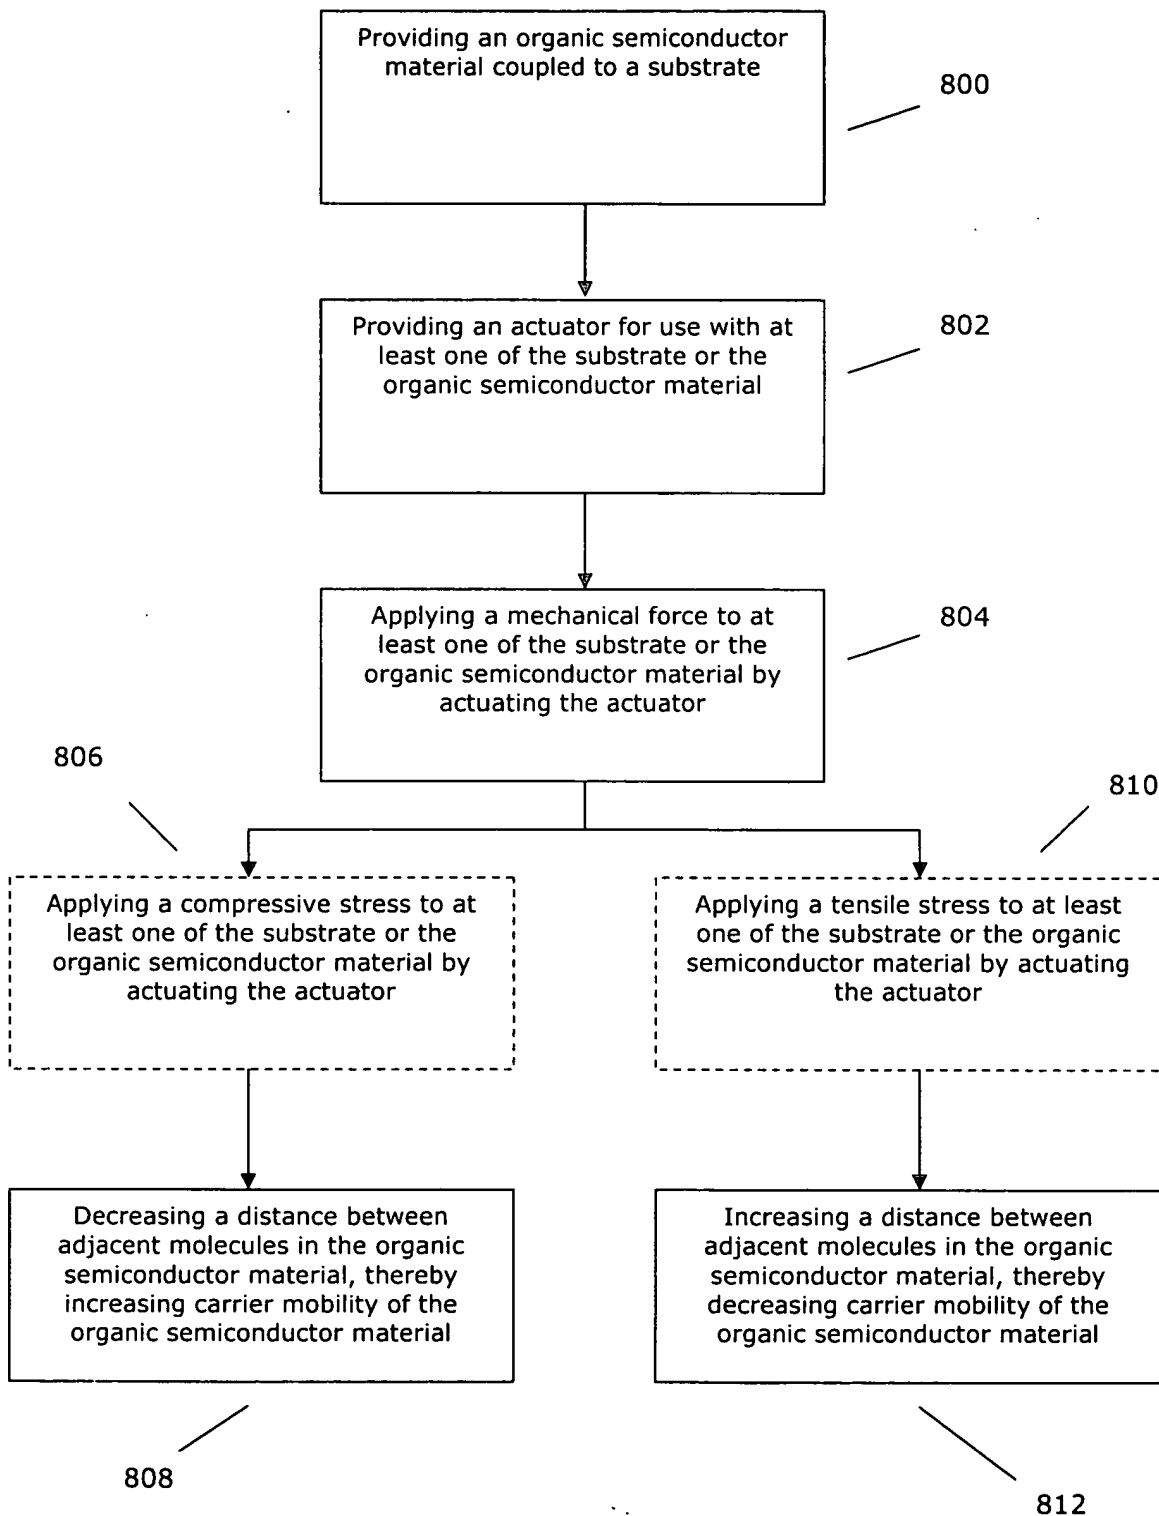 Providing an organic semiconductor
material coupled to a substrate
800
Providing an actuator for use with at
least one of the substrate or the
organic semiconductor material
802
Applying a mechanical force to at
least one of the substrate or the
organic semiconductor material by
actuating the actuator
804
806
810
Applying a compressive stress to at
least one of the substrate or the
organic semiconductor material by
actuating the actuator
Applying a tensile stress to at least
one of the substrate or the organic
semiconductor material by actuating
the actuator
Decreasing a distance between
adjacent molecules in the organic
semiconductor material, thereby
increasing carrier mobility of the
organic semiconductor material
Increasing a distance between
adjacent molecules in the organic
semiconductor material, thereby
decreasing carrier mobility of the
organic semiconductor material
808
812